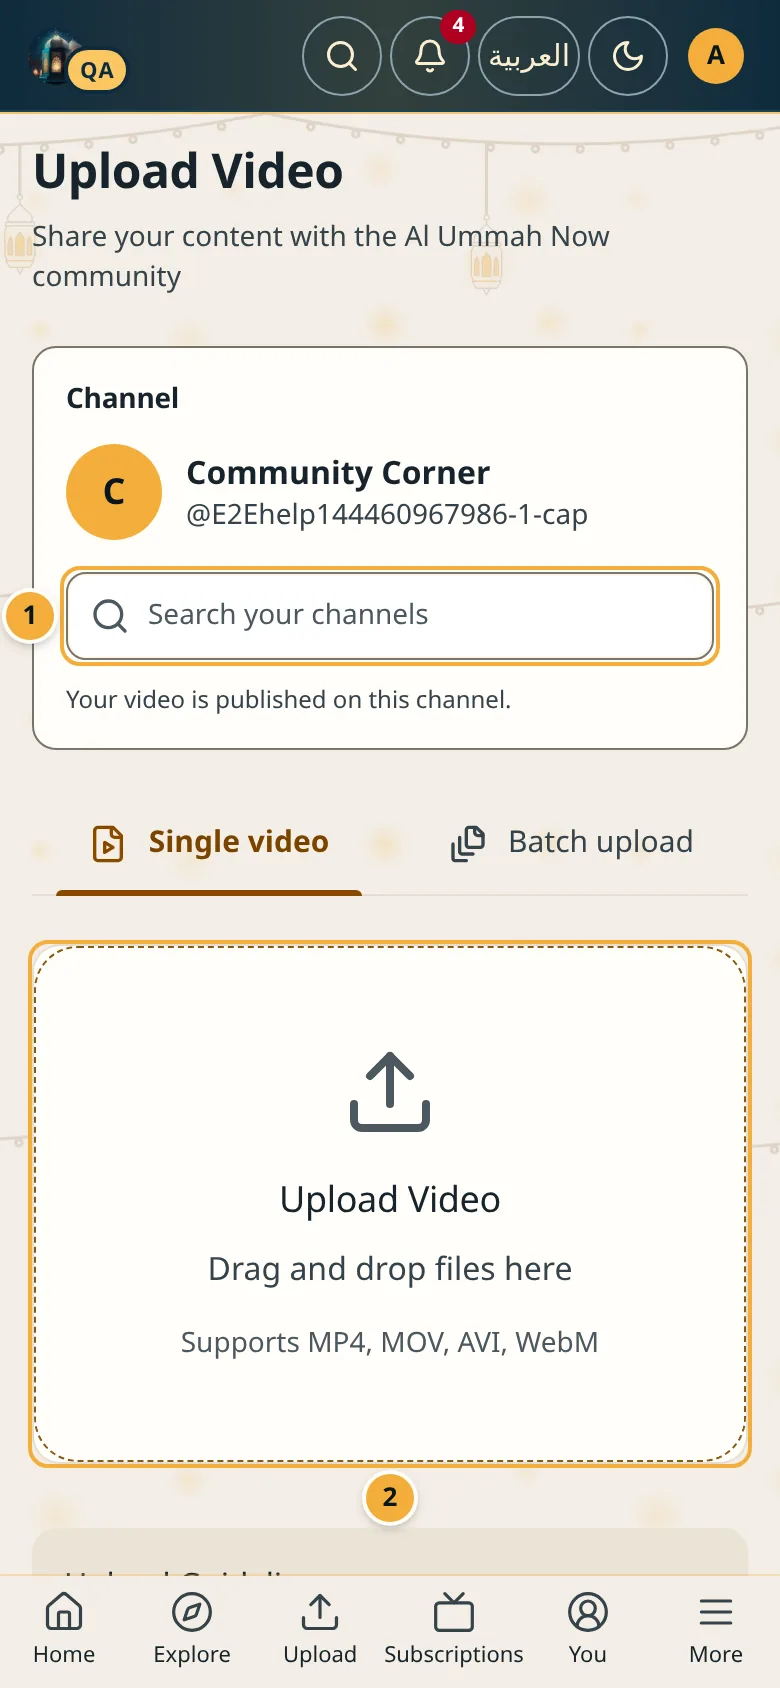 QA
4
العربية
A
Upload Video
Share your content with the Al Ummah Now
community
Channel
C
Community Corner
@E2Ehelp144460967986-1-cap
1
Search your channels
Your video is published on this channel.
Single video
Batch upload
Upload Video
Drag and drop files here
Supports MP4, MOV, AVI, WebM
2
Home
Explore
Upload
Subscriptions
You
More